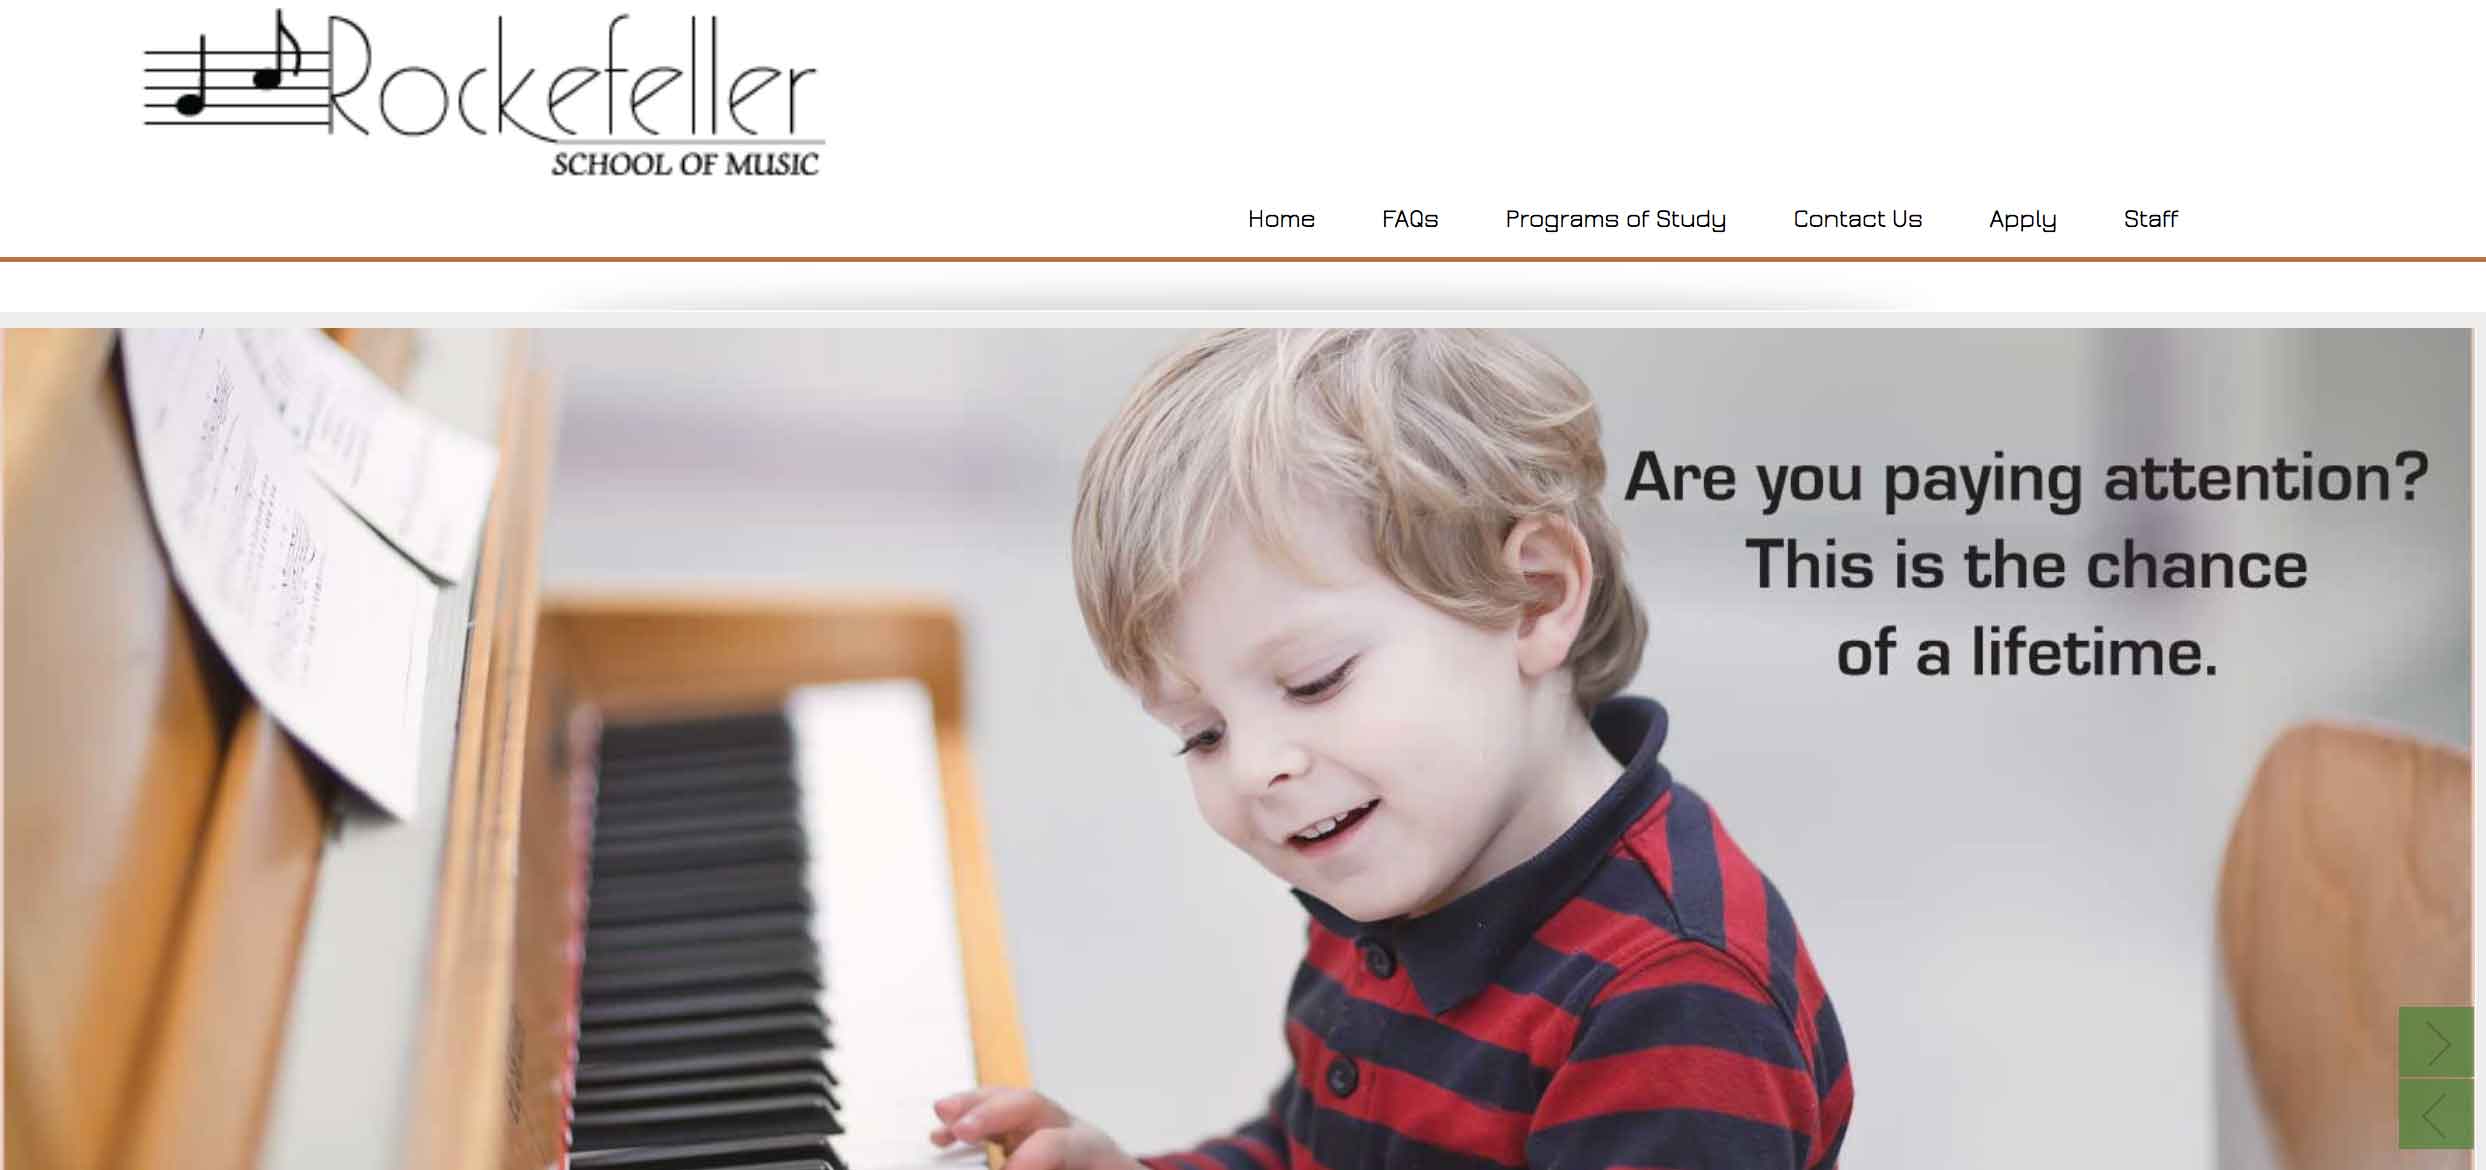 Rockefeller
SCHOOL OF MUSIC
Home FAQs Programs of Study Contact Us Apply Staff
Are you paying attention?
This is the chance
of a lifetime.